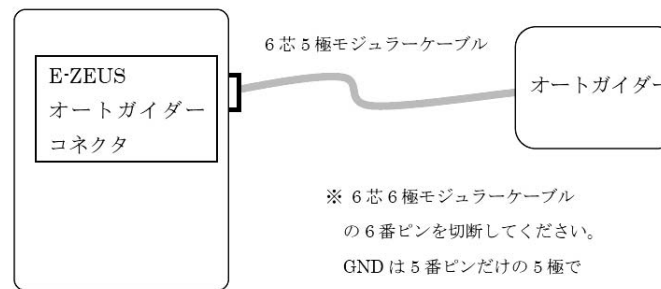 6芯5極モジュラーケーブル
E-ZEUS
オートガイダー
コネクタ
オートガイダー
※ 6芯6極モジュラーケーブル
の6番ピンを切断してください。
GNDは5番ピンだけの5極で